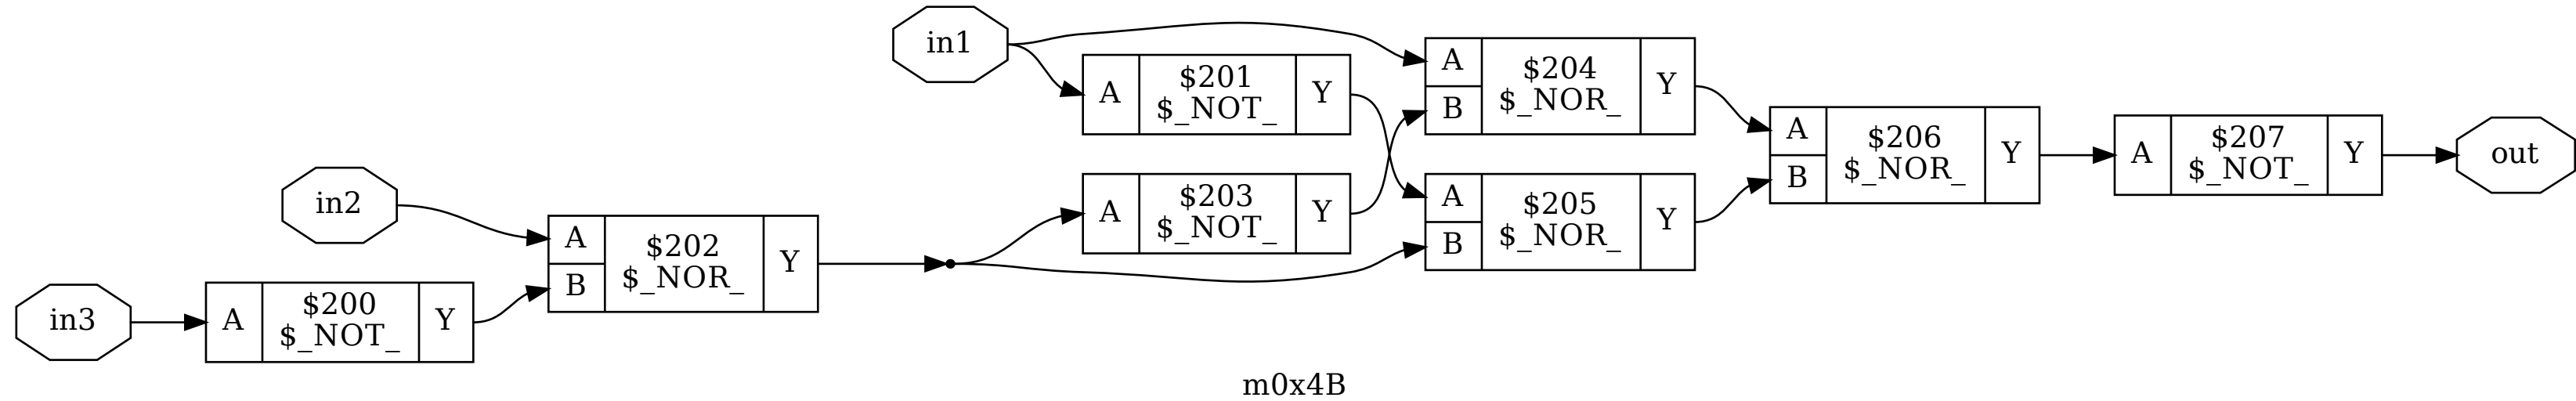 in1
A
$201
$_NOT_
Y
A
B
$204
$_NOR_
Y
in2
A
B
$202
$_NOR_
Y
A
$203
$_NOT_
Y
A
B
$205
$_NOR_
Y
A
B
$206
$_NOR_
Y
A
$207
$_NOT_
Y
out
in3
A
$200
$_NOT_
Y
m0x4B